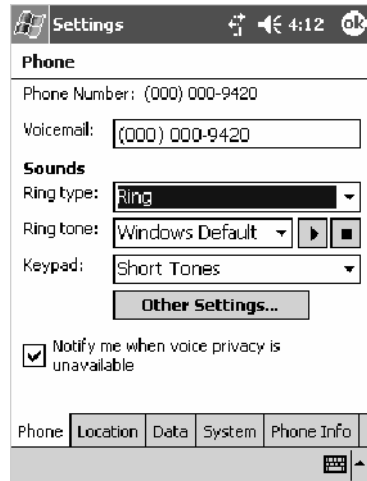 Settings 4:12 ok
Phone
Phone Number: (000) 000-9420
Voicemail: (000) 000-9420
Sounds
Ring type: Ring
Ring tone: Windows Default
Keypad: Short Tones
Other Settings...
Notify me when voice privacy is
unavailable
Phone Location Data System Phone Info